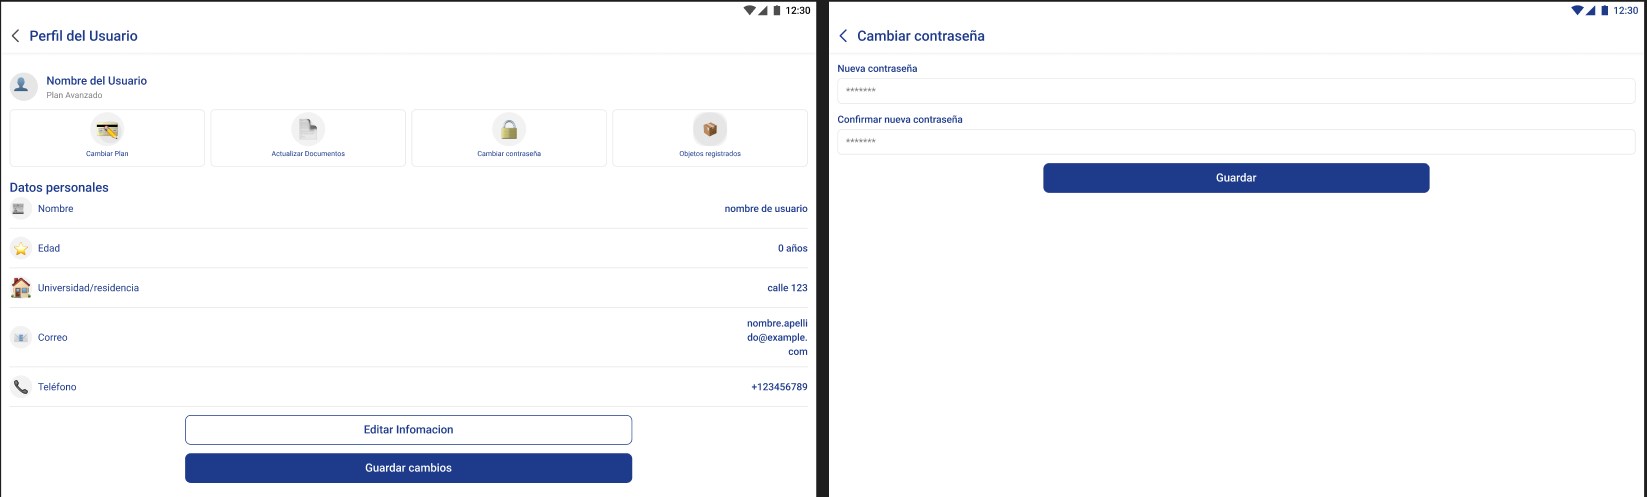 12:30
Perfil del Usuario
Nombre del Usuario
Plan Avanzado
Cambiar Plan
Actualizar Documentos
Cambiar contraseña
Objetos registrados
Datos personales
Nombre
nombre de usuario
Edad
0 años
Universidad/residencia
calle 123
Correo
nombre.apelli
do@example.
com
Teléfono
+123456789
Editar Infomacion
Guardar cambios
12:30
Cambiar contraseña
Nueva contraseña
*******
Confirmar nueva contraseña
*******
Guardar